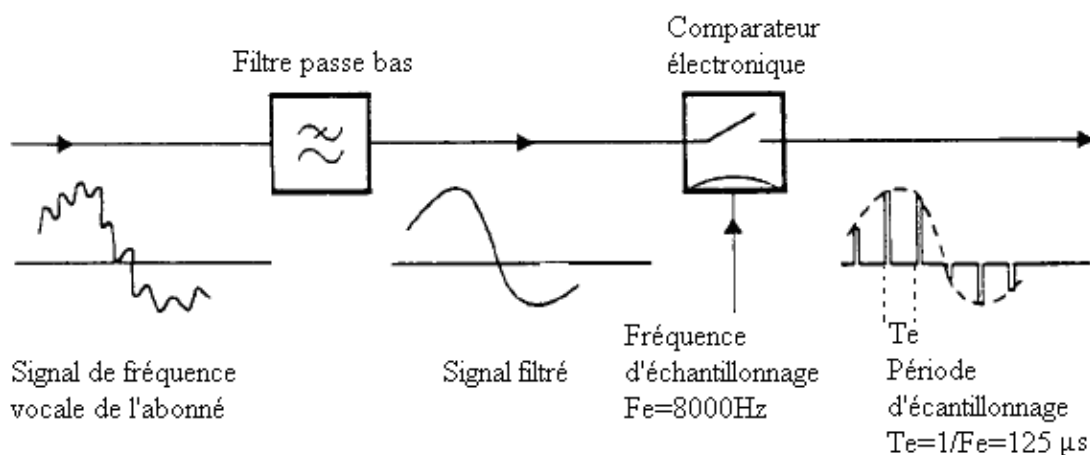 Comparateur
électronique
Filtre passe bas
Signal de fréquence
vocale de l'abonné
Signal filtré
Fréquence
d'échantillonnage
Fe=8000Hz
Te
Période
d'écantillonnage
Te=1/Fe=125 µs